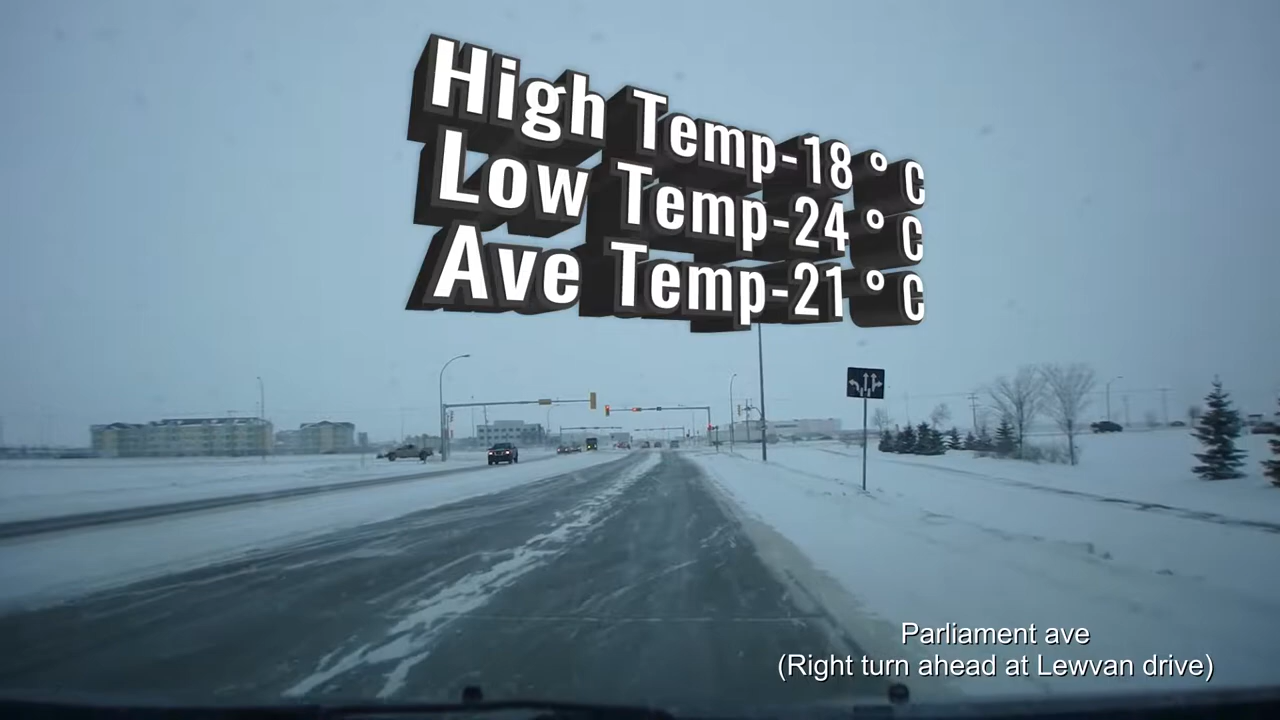 High Temp-18 ° C
Low Temp-24 ° C
Ave Temp-21 ° C
Parliament ave
(Right turn ahead at Lewvan drive)